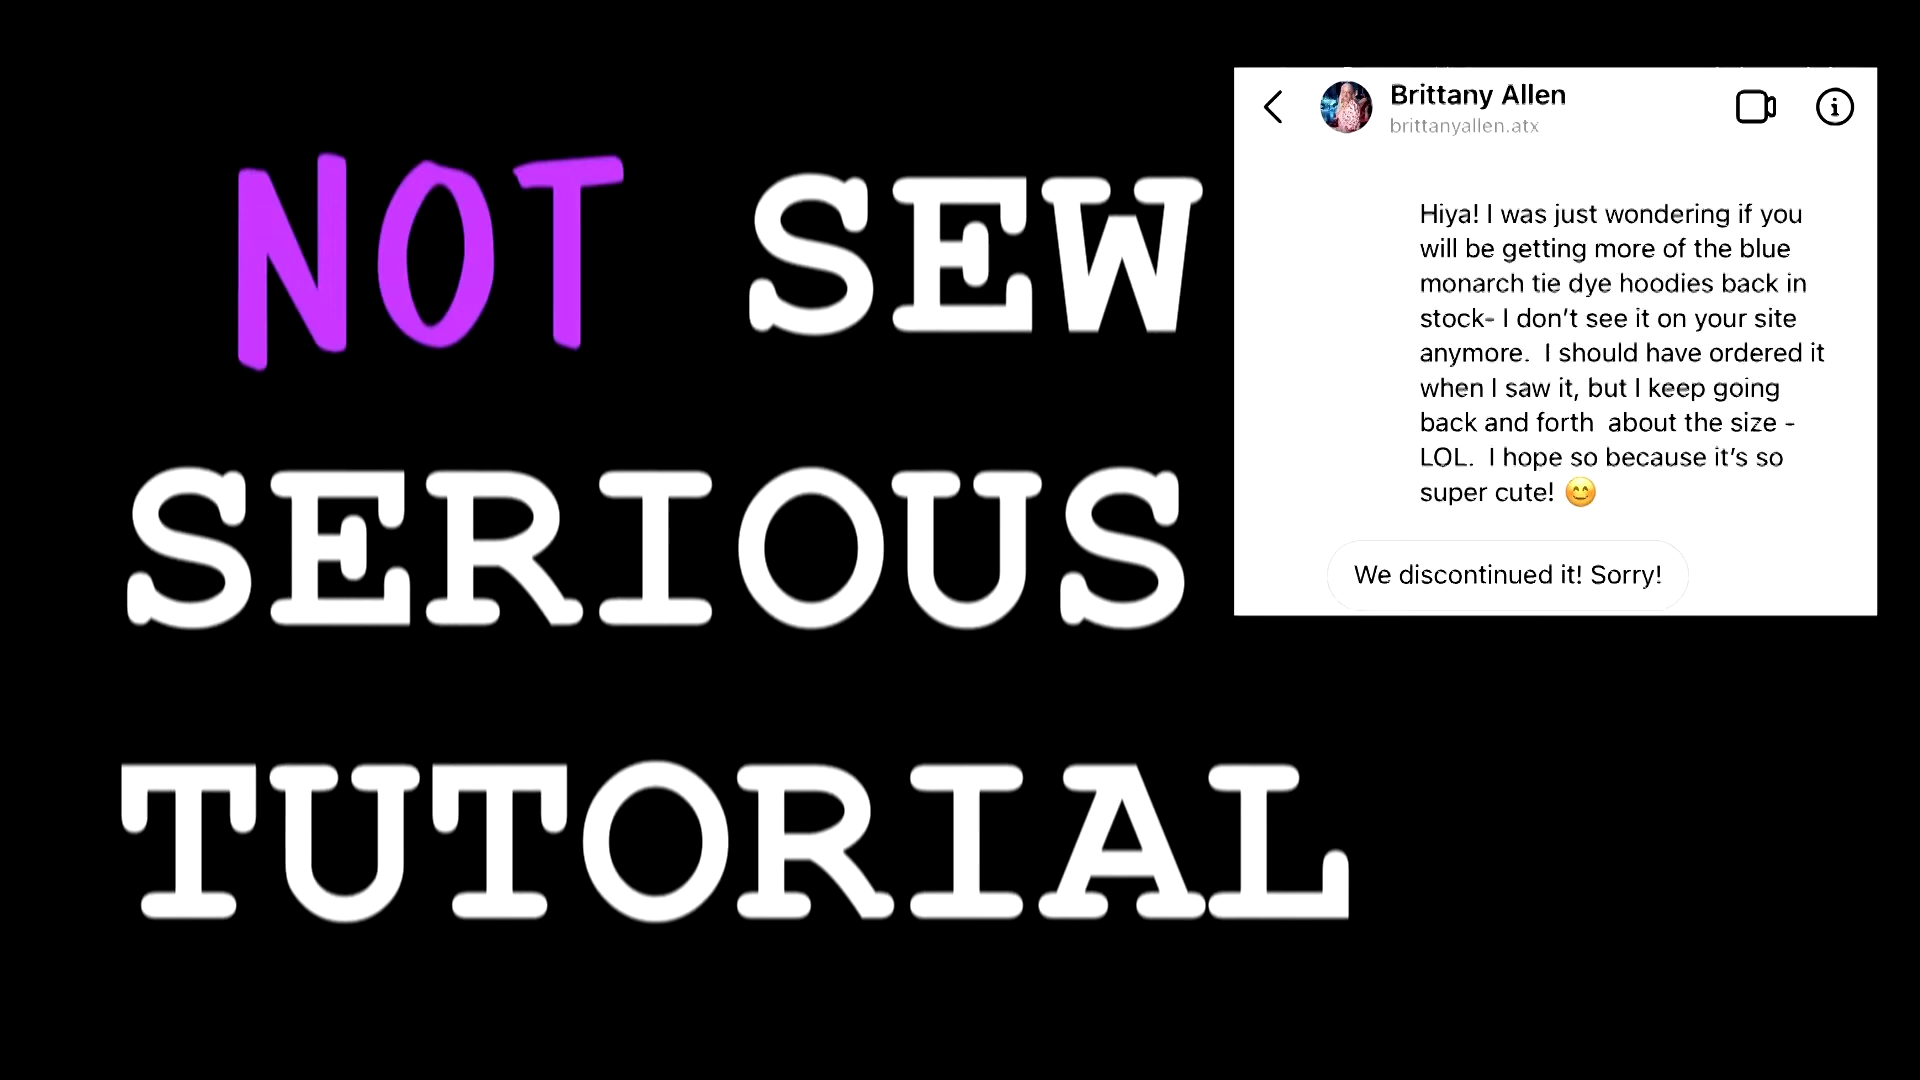 NOT SEW
SERIOUS
TUTORIAL
Brittany Allen
brittanyallen.atx
Hiya! I was just wondering if you
will be getting more of the blue
monarch tie dye hoodies back in
stock- I don't see it on your site
anymore.  I should have ordered it
when I saw it, but I keep going
back and forth  about the size -
LOL.  I hope so because it's so
super cute! 😊
We discontinued it! Sorry!